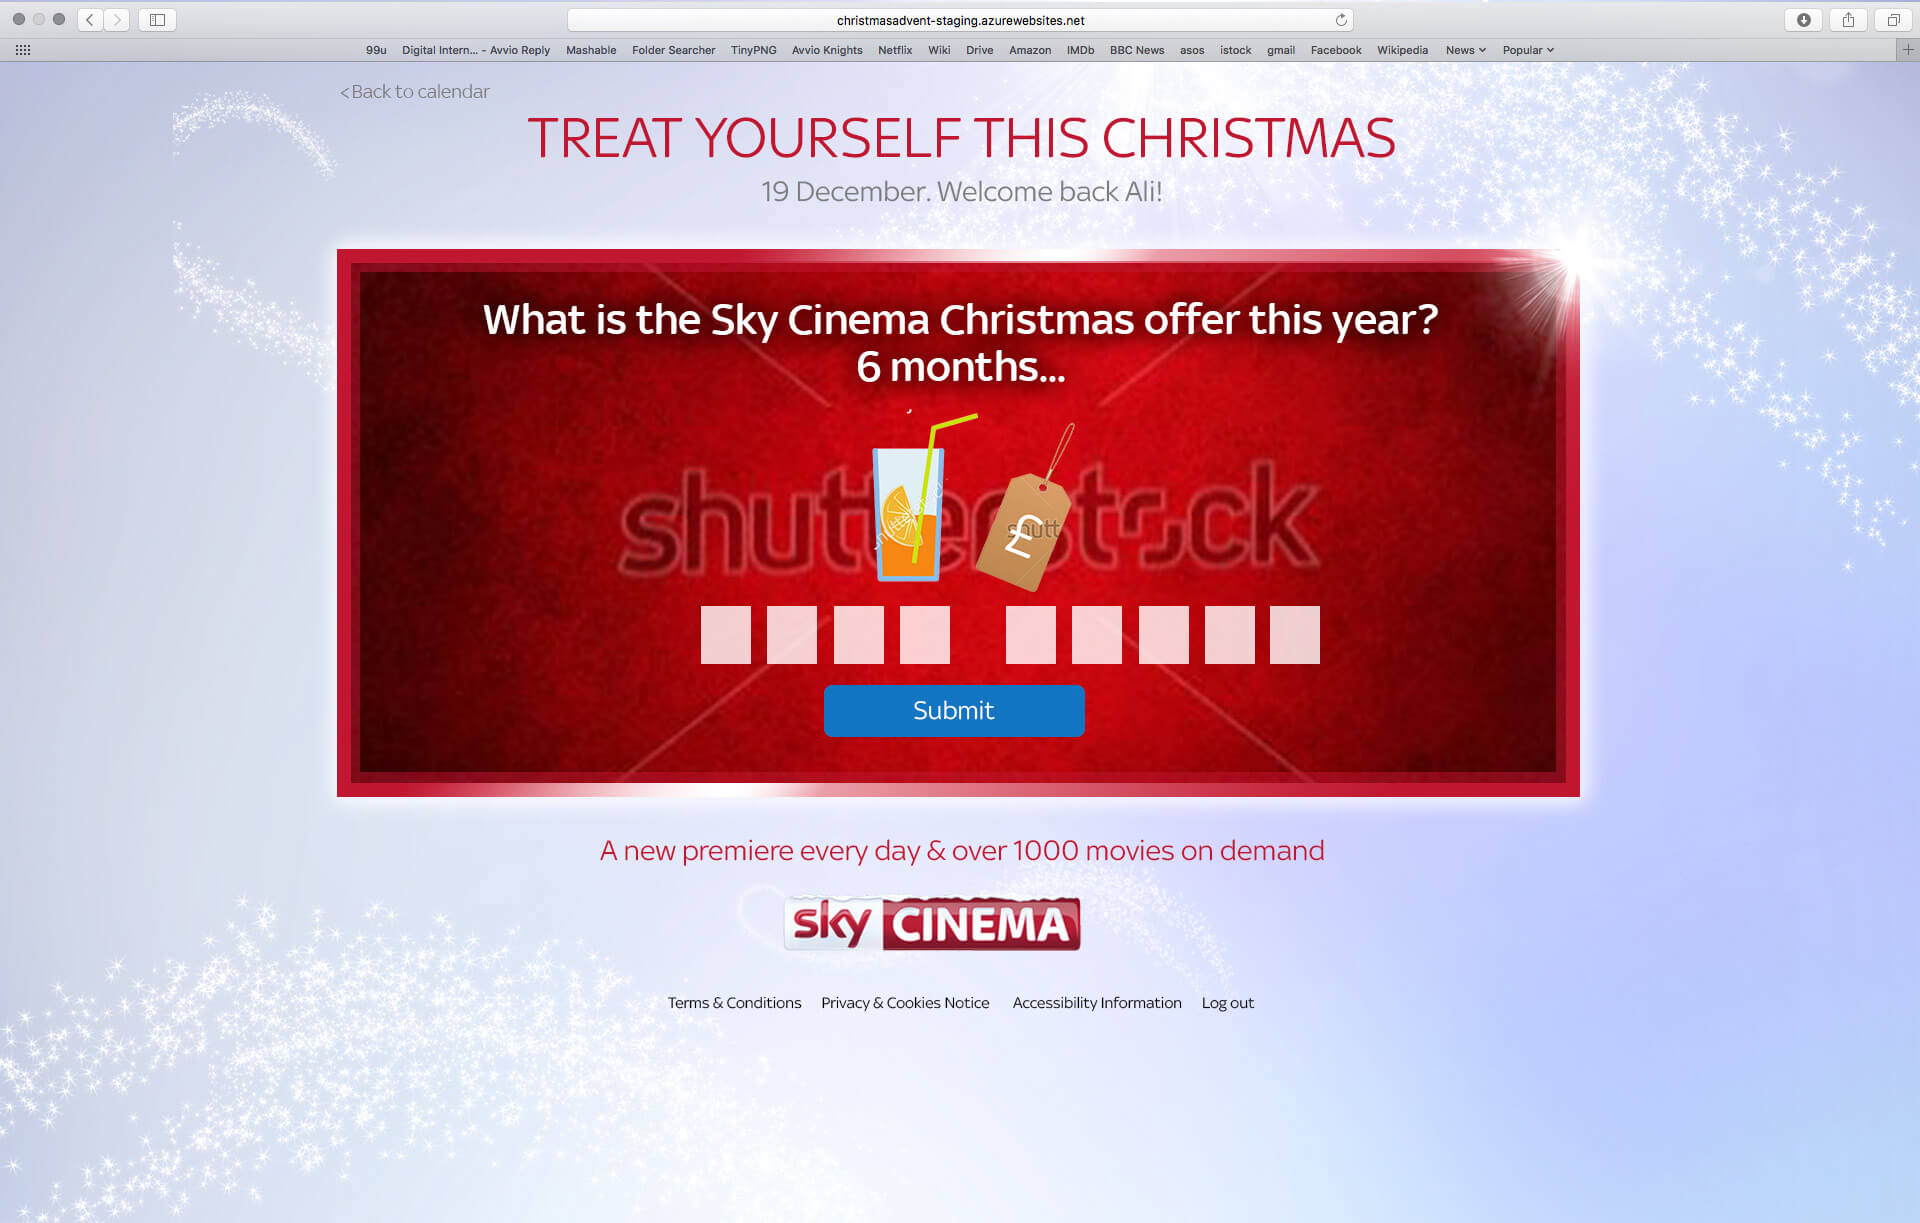 christmasadvent-staging.azurewebsites.net
99u Digital Intern... - Avvio Reply Mashable Folder Searcher TinyPNG Avvio Knights Netflix Wiki Drive Amazon IMDb BBC News asos istock gmail Facebook Wikipedia News Popular
<Back to calendar
TREAT YOURSELF THIS CHRISTMAS
19 December. Welcome back Ali!
What is the Sky Cinema Christmas offer this year?
6 months...
shutterstock
shutt
£
Submit
A new premiere every day & over 1000 movies on demand
sky CINEMA
Terms & Conditions Privacy & Cookies Notice Accessibility Information Log out